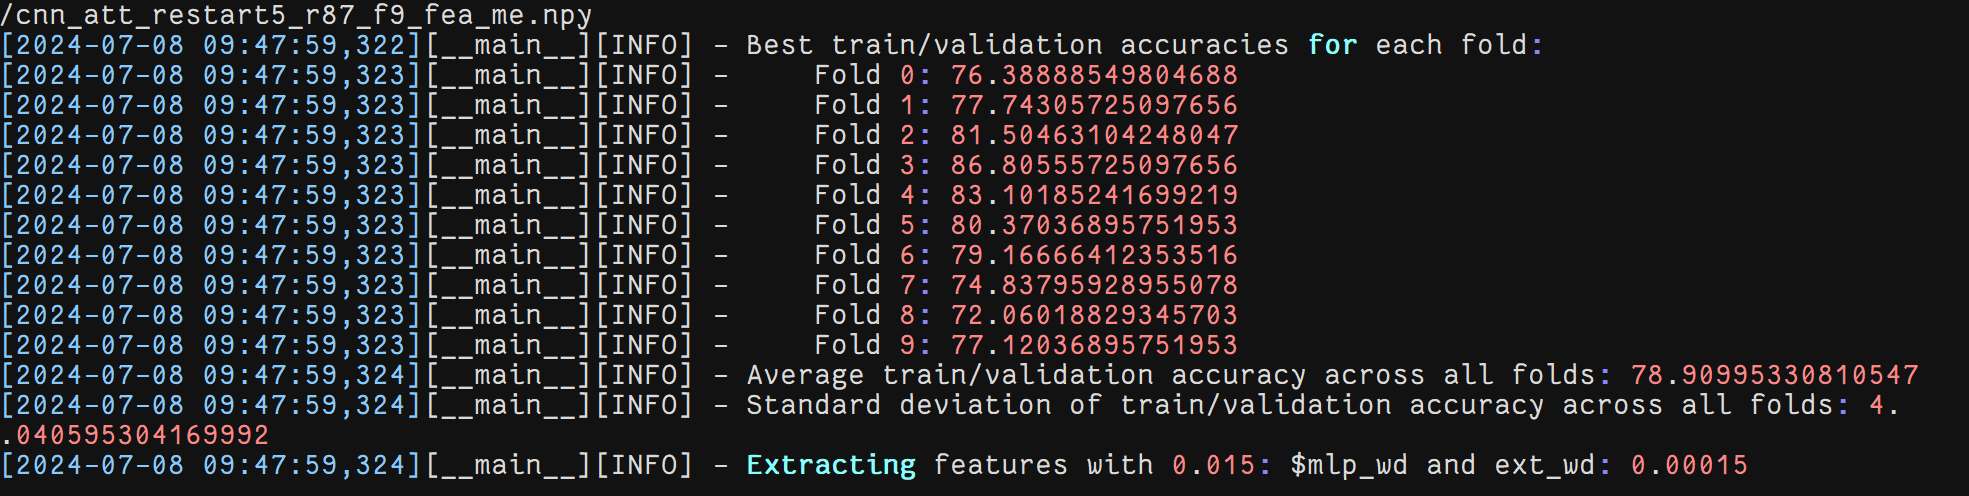 /cnn_att_restart5_r87_f9_fea_me.npy
[2024-07-08 09:47:59,322][__main__][INFO] - Best train/validation accuracies for each fold:
[2024-07-08 09:47:59,323][__main__][INFO] -     Fold 0: 76.38888549804688
[2024-07-08 09:47:59,323][__main__][INFO] -     Fold 1: 77.74305725097656
[2024-07-08 09:47:59,323][__main__][INFO] -     Fold 2: 81.50463104248047
[2024-07-08 09:47:59,323][__main__][INFO] -     Fold 3: 86.80555725097656
[2024-07-08 09:47:59,323][__main__][INFO] -     Fold 4: 83.10185241699219
[2024-07-08 09:47:59,323][__main__][INFO] -     Fold 5: 80.37036895751953
[2024-07-08 09:47:59,323][__main__][INFO] -     Fold 6: 79.16666412353516
[2024-07-08 09:47:59,323][__main__][INFO] -     Fold 7: 74.83795928955078
[2024-07-08 09:47:59,323][__main__][INFO] -     Fold 8: 72.06018829345703
[2024-07-08 09:47:59,323][__main__][INFO] -     Fold 9: 77.12036895751953
[2024-07-08 09:47:59,324][__main__][INFO] - Average train/validation accuracy across all folds: 78.90995330810547
[2024-07-08 09:47:59,324][__main__][INFO] - Standard deviation of train/validation accuracy across all folds: 4.
.040595304169992
[2024-07-08 09:47:59,324][__main__][INFO] - Extracting features with 0.015: $mlp_wd and ext_wd: 0.00015